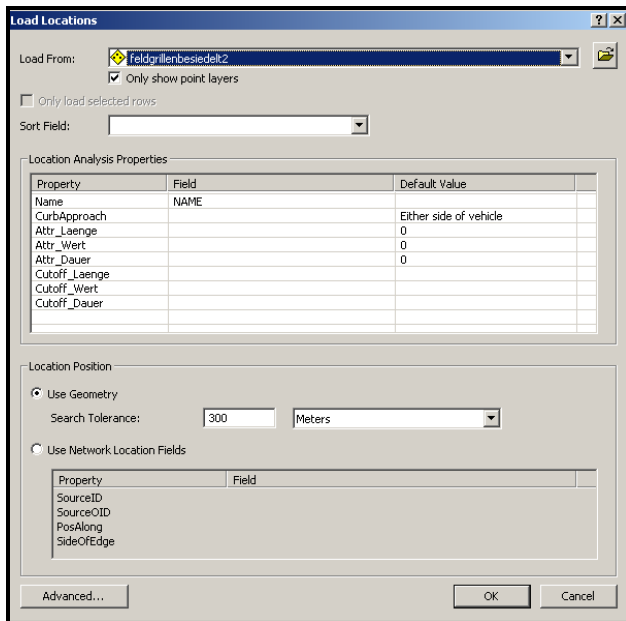 Load Locations
Load From: feldgrillenbesiedelt2
Only show point layers
Only load selected rows
Sort Field:
Location Analysis Properties
Property Field Default Value
Name NAME
CurbApproach Either side of vehicle
Attr_Laenge 0
Attr_Wert 0
Attr_Dauer 0
Cutoff_Laenge
Cutoff_Wert
Cutoff_Dauer
Location Position
Use Geometry
Search Tolerance: 300 Meters
Use Network Location Fields
Property Field
SourceID
SourceOID
PosAlong
SideOfEdge
Advanced... OK Cancel